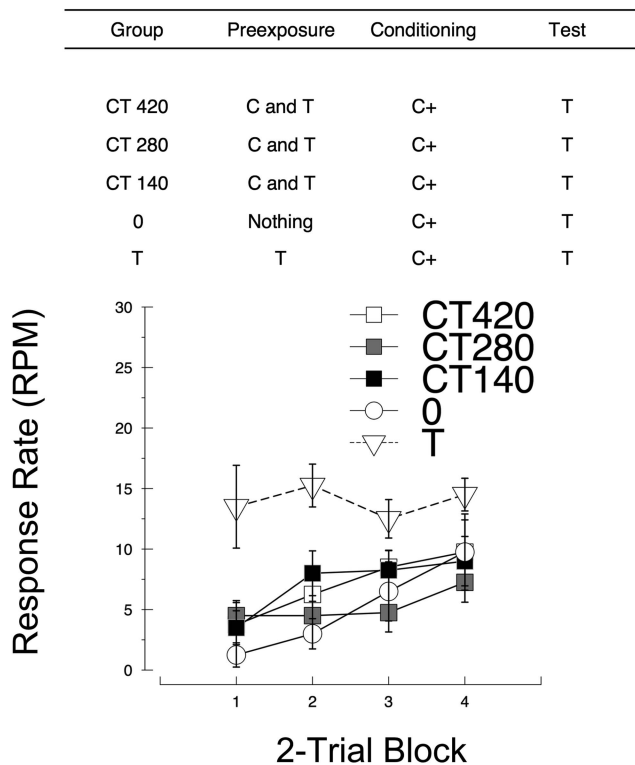 Group Preexposure Conditioning Test
CT 420 C and T C+ T
CT 280 C and T C+ T
CT 140 C and T C+ T
0 Nothing C+ T
T T C+ T
Response Rate (RPM)
30
25
20
15
10
5
0
CT420
CT280
CT140
0
T
1 2 3 4
2-Trial Block